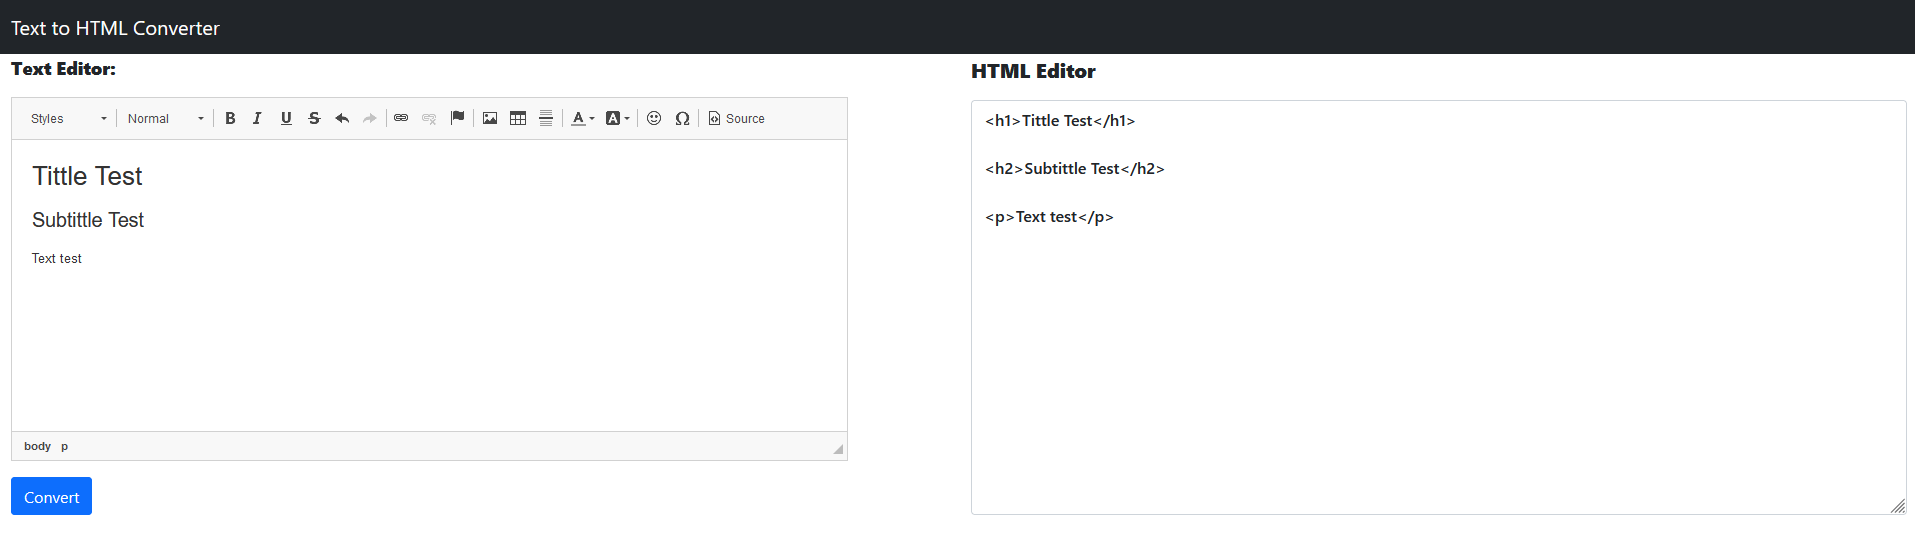 Text to HTML Converter
Text Editor:
Styles Normal B I U S A A Ω Source
Tittle Test
Subtittle Test
Text test
body p
Convert
HTML Editor
<h1>Tittle Test</h1>
<h2>Subtittle Test</h2>
<p>Text test</p>